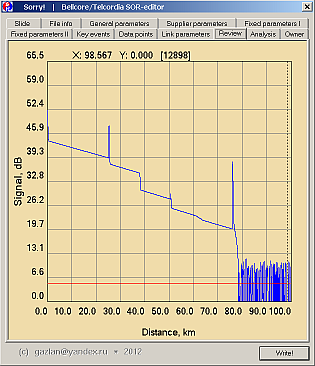 Sorry! | Bellcore/Telcordia SOR-editor
Slide File info General parameters Supplier parameters Fixed parameters I
Fixed parameters II Key events Data points Link parameters Review Analysis Owner
X: 98.567 Y: 0.000 [12898]
65.5
59.0
52.4
45.9
39.3
32.8
26.2
19.7
13.1
6.6
0.0
Signal, dB
0.0 10.0 20.0 30.0 40.0 50.0 60.0 70.0 80.0 90.0 100.0
Distance, km
(c) gazlan@yandex.ru * 2012
Write!